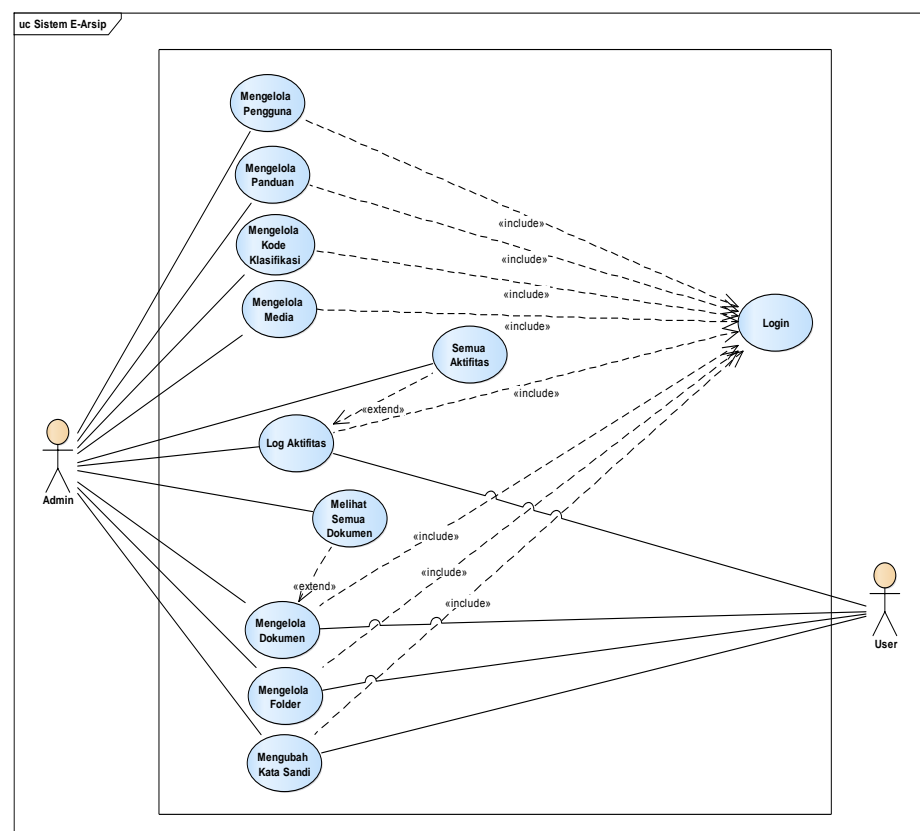 uc Sistem E-Arsip
Mengelola
Pengguna
Mengelola
Panduan
«include»
Mengelola
Kode
Klasifikasi
«include»
«include»
Mengelola
Media
«include»
Login
Semua
Aktifitas
«include»
«extend»
Log Aktifitas
Admin
Melihat
Semua
Dokumen
«include»
«include»
«extend»
«include»
Mengelola
Dokumen
User
Mengelola
Folder
Mengubah
Kata Sandi